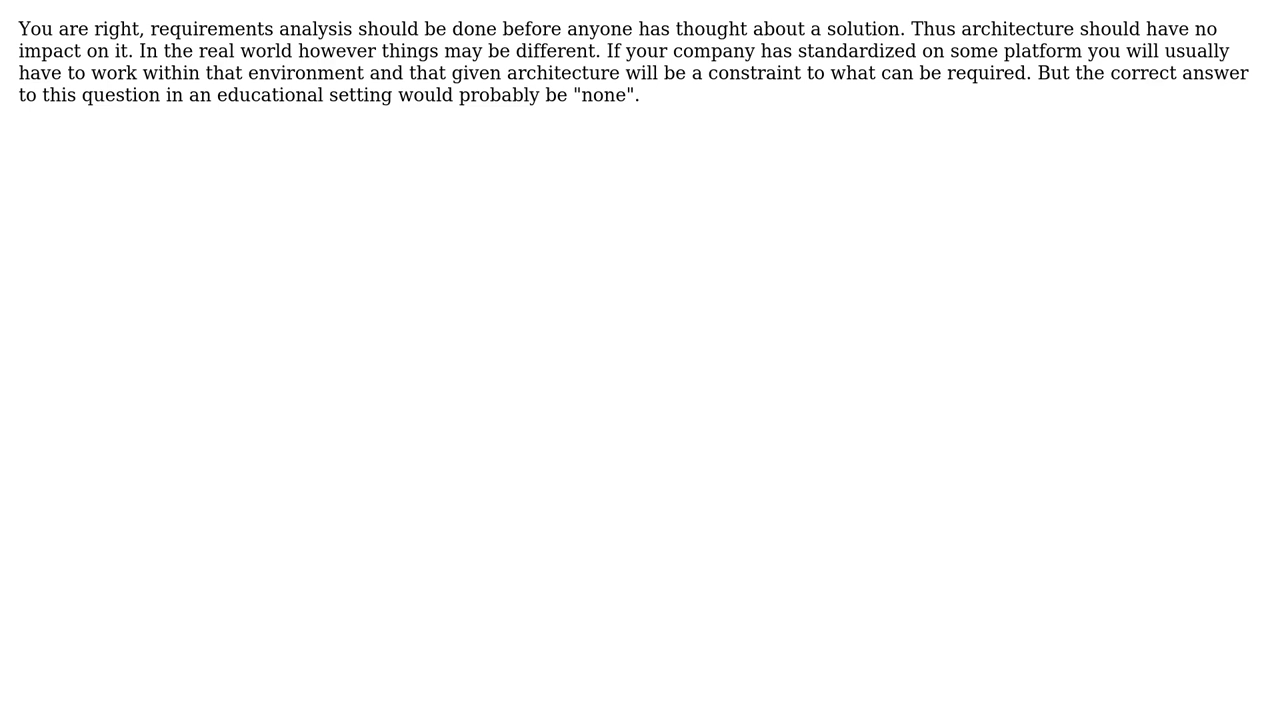 You are right, requirements analysis should be done before anyone has thought about a solution. Thus architecture should have no
impact on it. In the real world however things may be different. If your company has standardized on some platform you will usually
have to work within that environment and that given architecture will be a constraint to what can be required. But the correct answer
to this question in an educational setting would probably be "none".